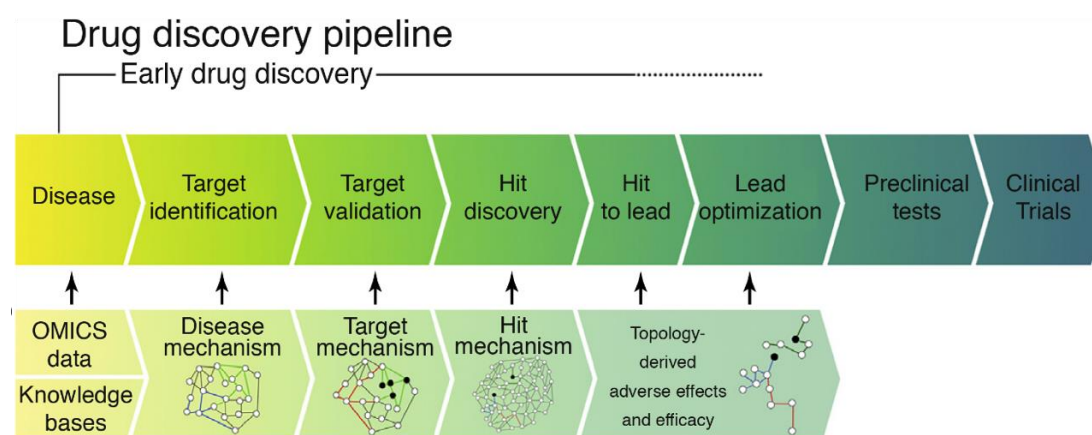 Drug discovery pipeline
Early drug discovery
Disease
Target
identification
Target
validation
Hit
discovery
Hit
to lead
Lead
optimization
Preclinical
tests
Clinical
Trials
OMICS
data
Knowledge
bases
Disease
mechanism
Target
mechanism
Hit
mechanism
Topology-
derived
adverse effects
and efficacy